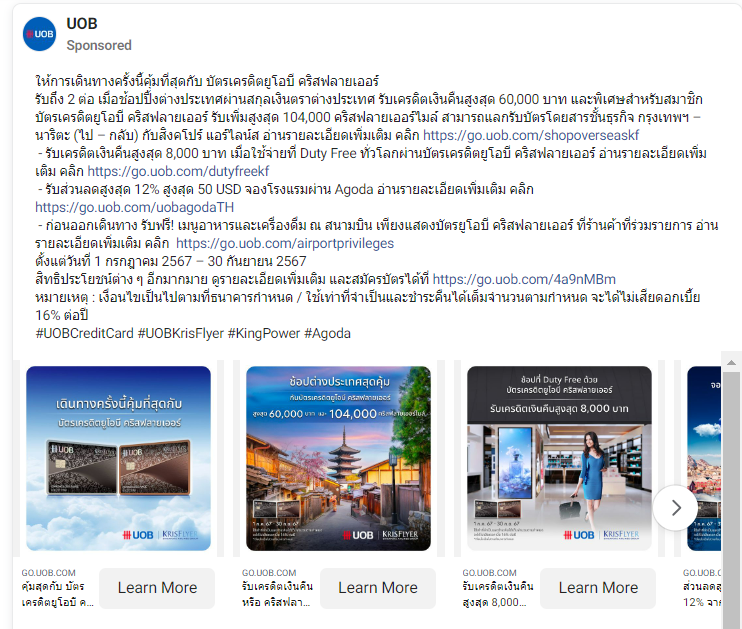 UOB
UOB
Sponsored
ให้การเดินทางครั้งนี้คุ้มที่สุดกับ บัตรเครดิตยูโอบี คริสฟลายเออร์
รับถึง 2 ต่อ เมื่อช้อปปิ้งต่างประเทศผ่านสกุลเงินตราต่างประเทศ รับเครดิตเงินคืนสูงสุด 60,000 บาท และพิเศษสำหรับสมาชิก
บัตรเครดิตยูโอบี คริสฟลายเออร์ รับเพิ่มสูงสุด 104,000 คริสฟลายเออร์ไมล์ สามารถแลกรับบัตรโดยสารชั้นธุรกิจ กรุงเทพฯ –
นาริตะ (ไป – กลับ) กับสิงคโปร์ แอร์ไลน์ส อ่านรายละเอียดเพิ่มเติม คลิก https://go.uob.com/shopoverseaskf
- รับเครดิตเงินคืนสูงสุด 8,000 บาท เมื่อใช้จ่ายที่ Duty Free ทั่วโลกผ่านบัตรเครดิตยูโอบี คริสฟลายเออร์ อ่านรายละเอียดเพิ่ม
เติม คลิก https://go.uob.com/dutyfreekf
- รับส่วนลดสูงสุด 12% สูงสุด 50 USD จองโรงแรมผ่าน Agoda อ่านรายละเอียดเพิ่มเติม คลิก
https://go.uob.com/uobagodaTH
- ก่อนออกเดินทาง รับฟรี! เมนูอาหารและเครื่องดื่ม ณ สนามบิน เพียงแสดงบัตรยูโอบี คริสฟลายเออร์ ที่ร้านค้าที่ร่วมรายการ อ่าน
รายละเอียดเพิ่มเติม คลิก https://go.uob.com/airportprivileges
ตั้งแต่วันที่ 1 กรกฎาคม 2567 – 30 กันยายน 2567
สิทธิประโยชน์ต่าง ๆ อีกมากมาย ดูรายละเอียดเพิ่มเติม และสมัครบัตรได้ที่ https://go.uob.com/4a9nMBm
หมายเหตุ : เงื่อนไขเป็นไปตามที่ธนาคารกำหนด / ใช้เท่าที่จำเป็นและชำระคืนได้เต็มจำนวนตามกำหนด จะได้ไม่เสียดอกเบี้ย
16% ต่อปี
#UOBCreditCard #UOBKrisFlyer #KingPower #Agoda
เดินทางครั้งนี้คุ้มที่สุดกับ
บัตรเครดิตยูโอบี คริสฟลายเออร์
UOB
UOB
UOB KRISFLYER
ช้อปต่างประเทศสุดคุ้ม
กับบัตรเครดิตยูโอบี คริสฟลายเออร์
สูงสุด 60,000 บาท และ 104,000 คริสฟลายเออร์ไมล์
1 ก.ค. 67 - 30 ก.ย. 67
UOB KRISFLYER
ช้อปที่ Duty Free ด้วย
บัตรเครดิตยูโอบี คริสฟลายเออร์
รับเครดิตเงินคืนสูงสุด 8,000 บาท
1 ก.ค. 67 - 30 ก.ย. 67
UOB KRISFLYER
GO.UOB.COM
คุ้มสุดกับ บัตร
เครดิตยูโอบี ค...
Learn More
GO.UOB.COM
รับเครดิตเงินคืน
หรือ คริสฟลา...
Learn More
GO.UOB.COM
รับเครดิตเงินคืน
สูงสุด 8,000...
Learn More
GO.UOB.C
ส่วนลดสู
12% จา